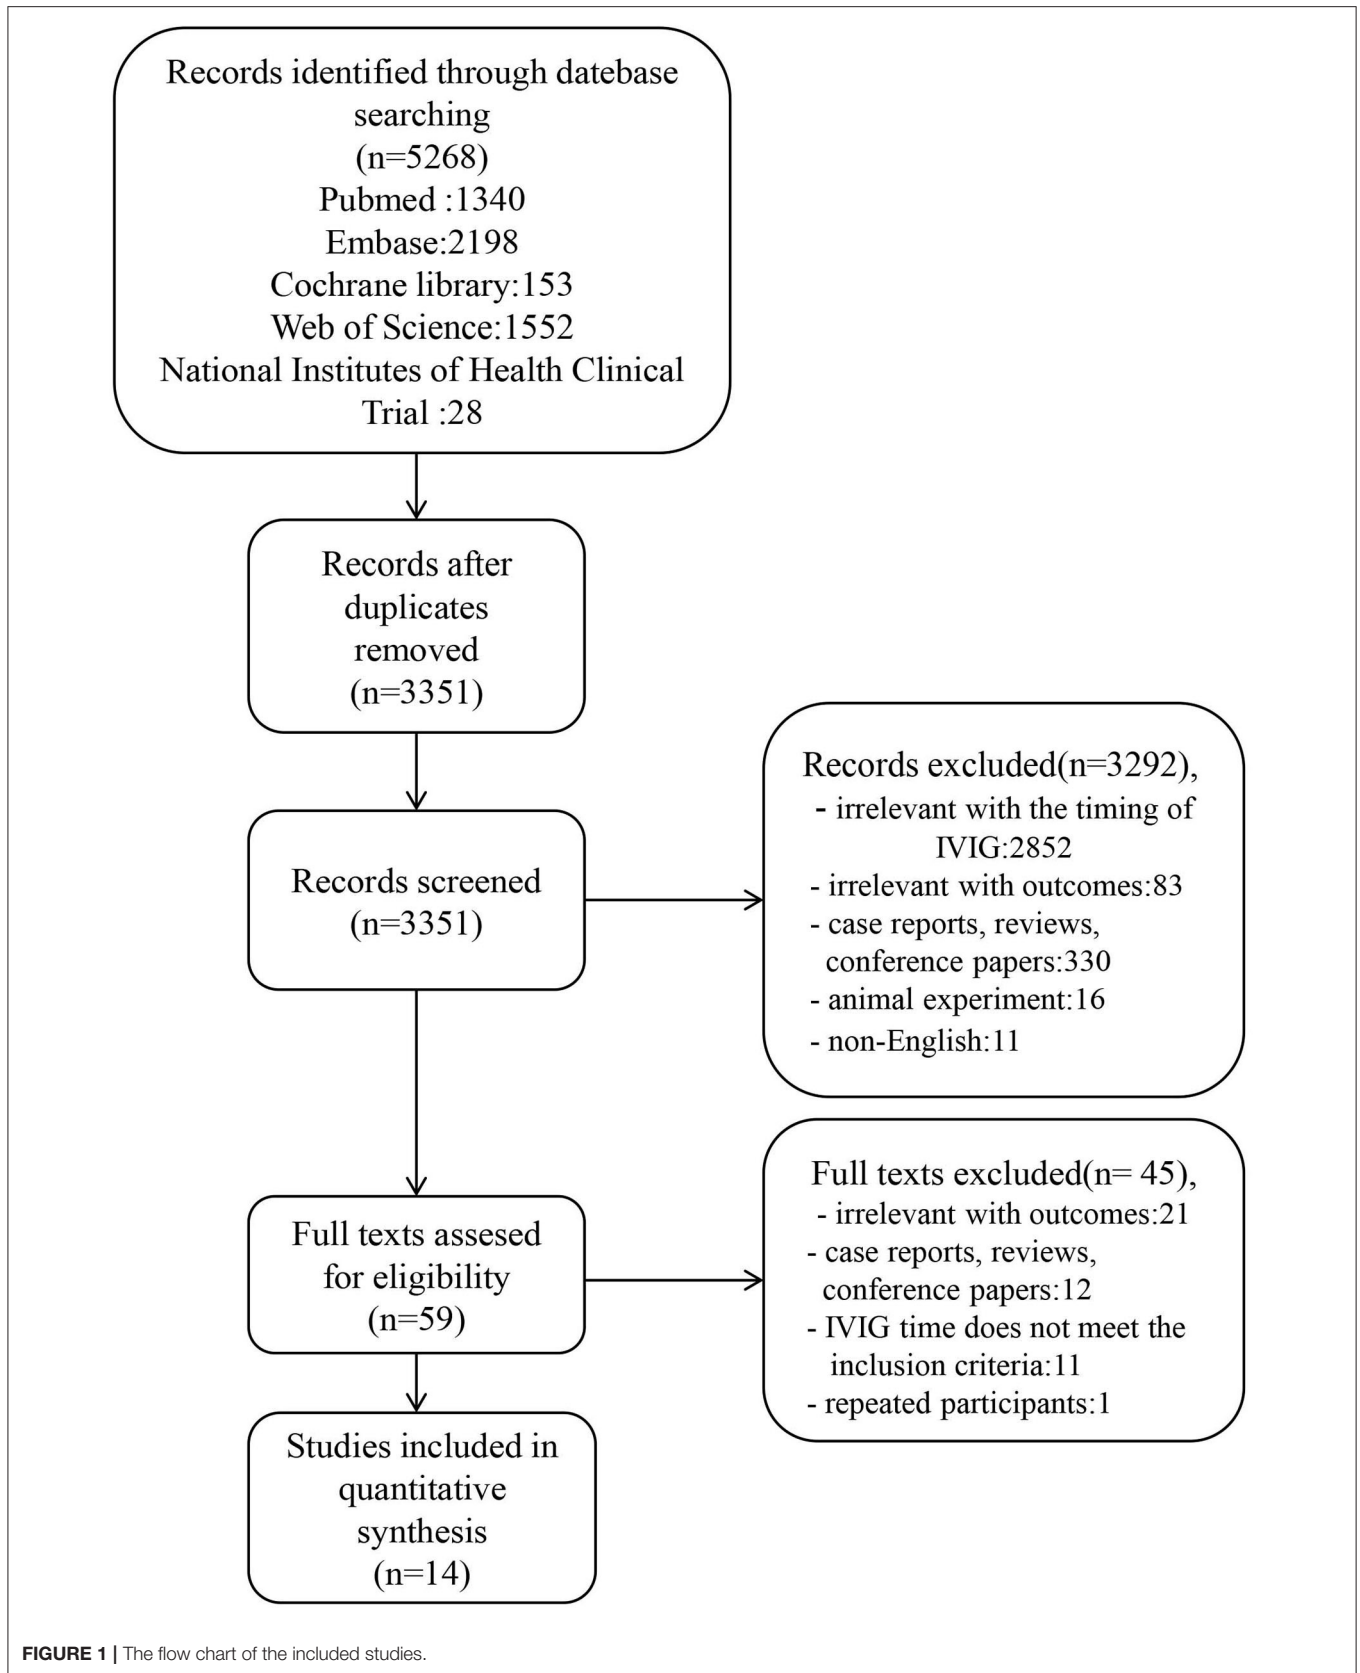 Records identified through datebase
searching
(n=5268)
Pubmed :1340
Embase:2198
Cochrane library:153
Web of Science:1552
National Institutes of Health Clinical
Trial :28
Records after
duplicates
removed
(n=3351)
Records screened
(n=3351)
Records excluded(n=3292),
- irrelevant with the timing of
IVIG:2852
- irrelevant with outcomes:83
- case reports, reviews,
conference papers:330
- animal experiment:16
- non-English:11
Full texts assesed
for eligibility
(n=59)
Full texts excluded(n= 45),
- irrelevant with outcomes:21
- case reports, reviews,
conference papers:12
- IVIG time does not meet the
inclusion criteria:11
- repeated participants:1
Studies included in
quantitative
synthesis
(n=14)
FIGURE 1 | The flow chart of the included studies.